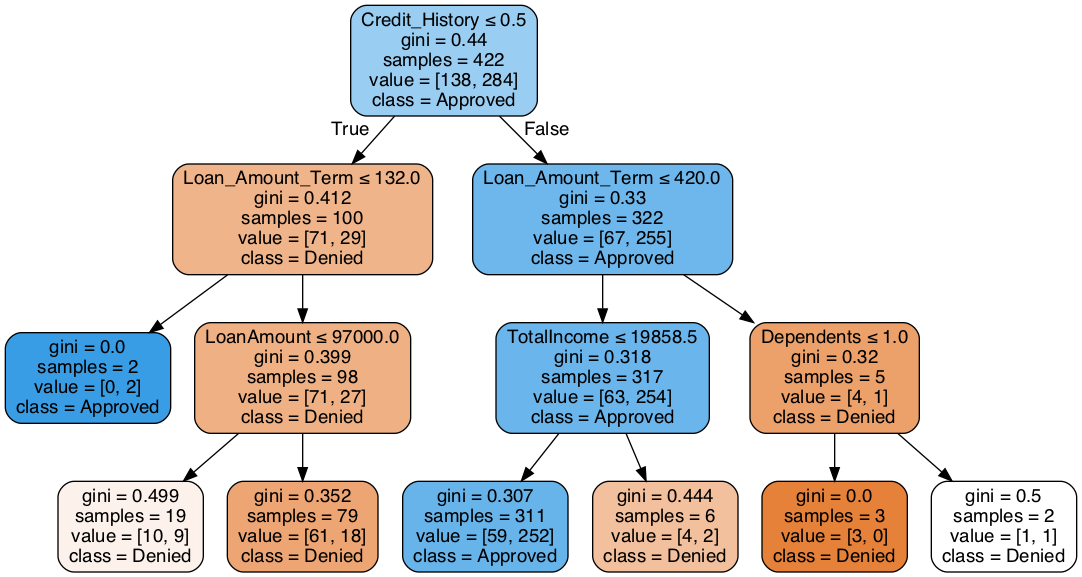 Credit_History ≤ 0.5
gini = 0.44
samples = 422
value = [138, 284]
class = Approved
True
False
Loan_Amount_Term ≤ 132.0
gini = 0.412
samples = 100
value = [71, 29]
class = Denied
Loan_Amount_Term ≤ 420.0
gini = 0.33
samples = 322
value = [67, 255]
class = Approved
gini = 0.0
samples = 2
value = [0, 2]
class = Approved
LoanAmount ≤ 97000.0
gini = 0.399
samples = 98
value = [71, 27]
class = Denied
TotalIncome ≤ 19858.5
gini = 0.318
samples = 317
value = [63, 254]
class = Approved
Dependents ≤ 1.0
gini = 0.32
samples = 5
value = [4, 1]
class = Denied
gini = 0.499
samples = 19
value = [10, 9]
class = Denied
gini = 0.352
samples = 79
value = [61, 18]
class = Denied
gini = 0.307
samples = 311
value = [59, 252]
class = Approved
gini = 0.444
samples = 6
value = [4, 2]
class = Denied
gini = 0.0
samples = 3
value = [3, 0]
class = Denied
gini = 0.5
samples = 2
value = [1, 1]
class = Denied